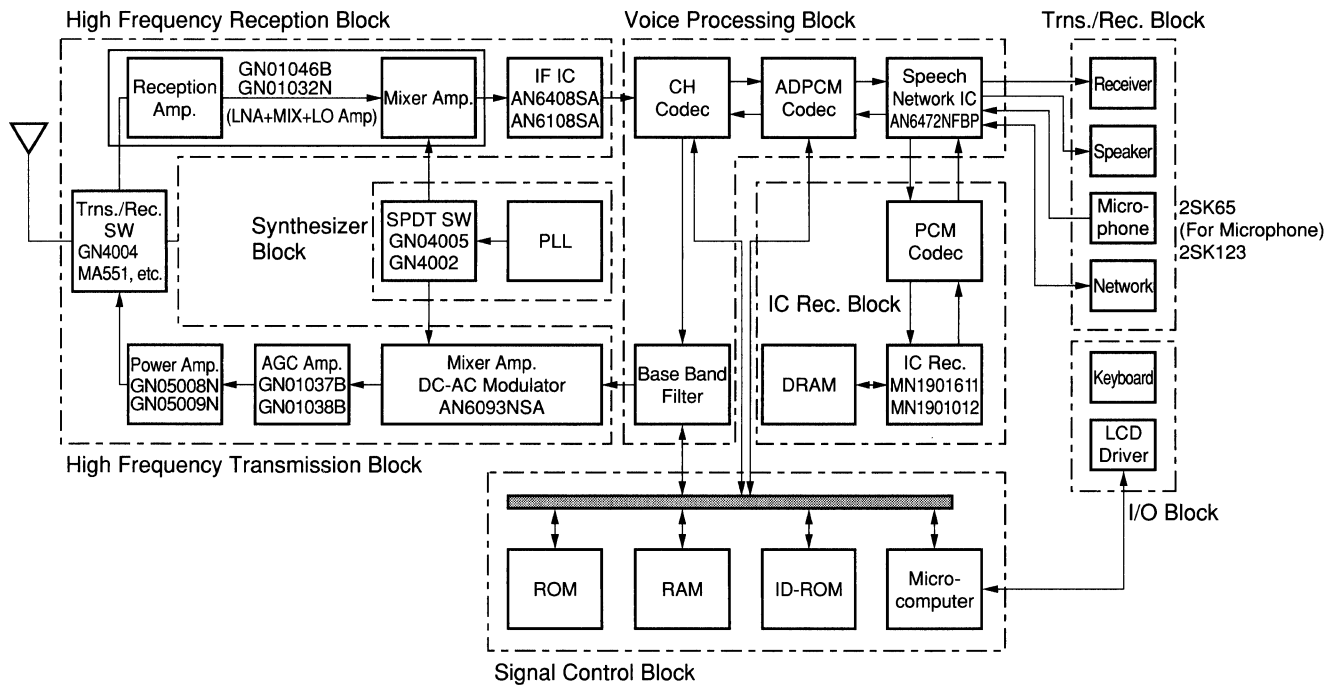 High Frequency Reception Block
Voice Processing Block
Trns./Rec. Block
Reception
Amp.
GN01046B
GN01032N
(LNA+MIX+LO Amp)
Mixer Amp.
IF IC
AN6408SA
AN6108SA
CH
Codec
ADPCM
Codec
Speech
Network IC
AN6472NFBP
Receiver
Speaker
Micro-
phone
Network
2SK65
(For Microphone)
2SK123
Trns./Rec.
SW
GN4004
MA551, etc.
Synthesizer
Block
SPDT SW
GN04005
GN4002
PLL
PCM
Codec
IC Rec. Block
Power Amp.
GN05008N
GN05009N
AGC Amp.
GN01037B
GN01038B
Mixer Amp.
DC-AC Modulator
AN6093NSA
Base Band
Filter
DRAM
IC Rec.
MN1901611
MN1901012
Keyboard
LCD
Driver
I/O Block
High Frequency Transmission Block
ROM
RAM
ID-ROM
Micro-
computer
Signal Control Block